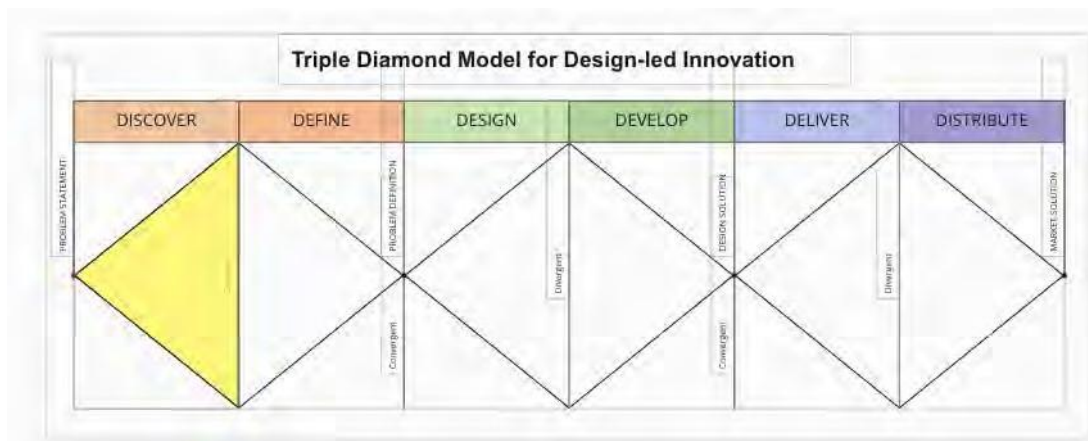 Triple Diamond Model for Design-led Innovation
DISCOVER
DEFINE
DESIGN
DEVELOP
DELIVER
DISTRIBUTE
PROBLEM STATEMENT
PROBLEM DEFINITION
DESIGN SOLUTION
MARKET SOLUTION
Divergent
Divergent
Convergent
Convergent